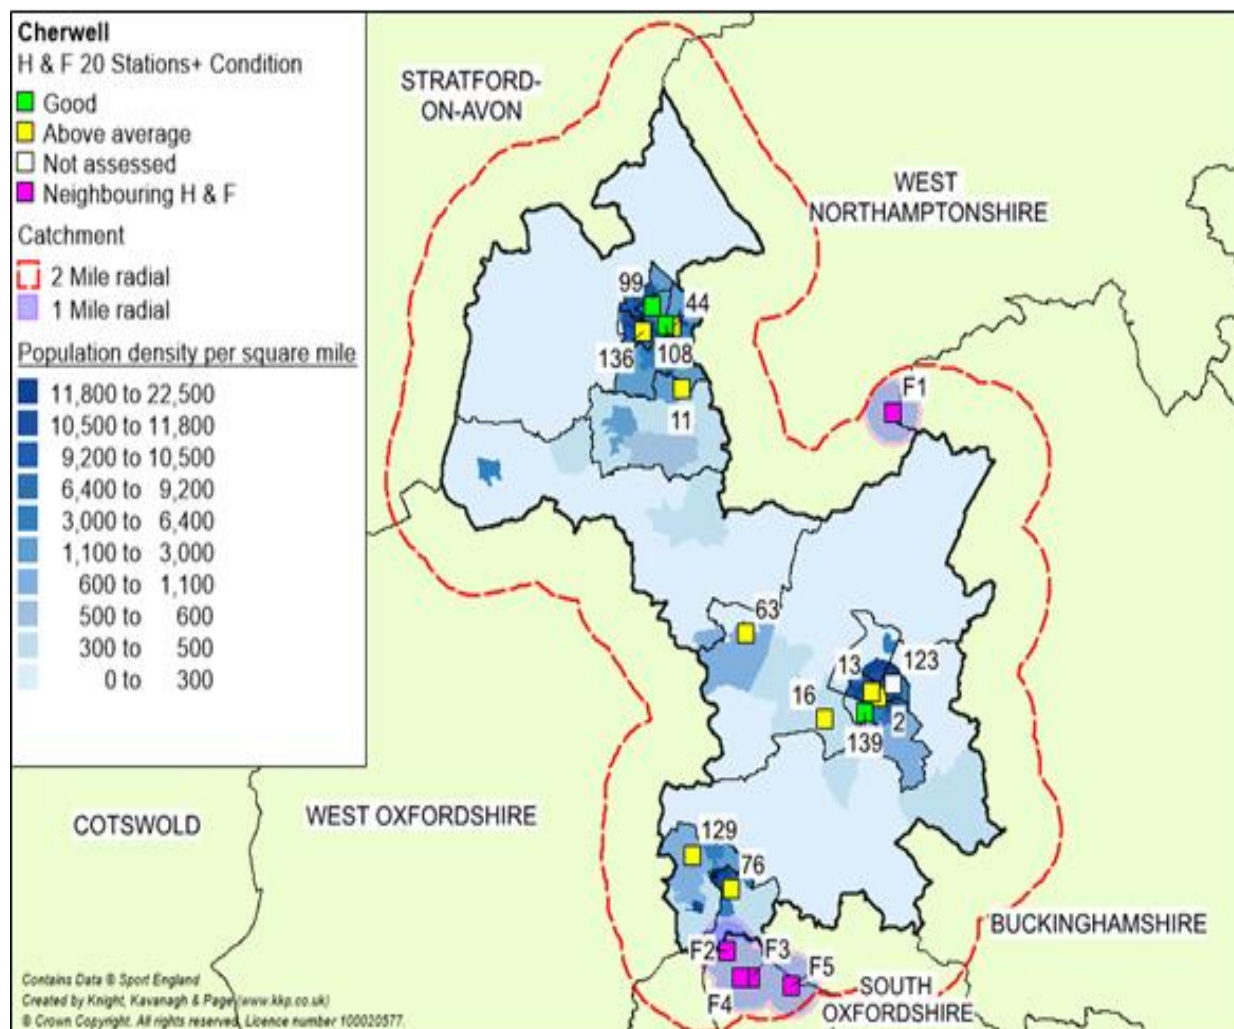 Cherwell
H & F 20 Stations+ Condition
Good
Above average
Not assessed
Neighbouring H & F
Catchment
2 Mile radial
1 Mile radial
Population density per square mile
11,800 to 22,500
10,500 to 11,800
9,200 to 10,500
6,400 to 9,200
3,000 to 6,400
1,100 to 3,000
600 to 1,100
500 to 600
300 to 500
0 to 300
STRATFORD-
ON-AVON
WEST
NORTHAMPTONSHIRE
99
44
136
108
11
F1
63
13
123
16
2
139
COTSWOLD
WEST OXFORDSHIRE
129
76
BUCKINGHAMSHIRE
F2
F3
F5
F4
SOUTH
OXFORDSHIRE
Contains Data © Sport England
Created by Knight, Kavanagh & Page (www.kkp.co.uk)
© Crown Copyright. All rights reserved. Licence number 100020577.